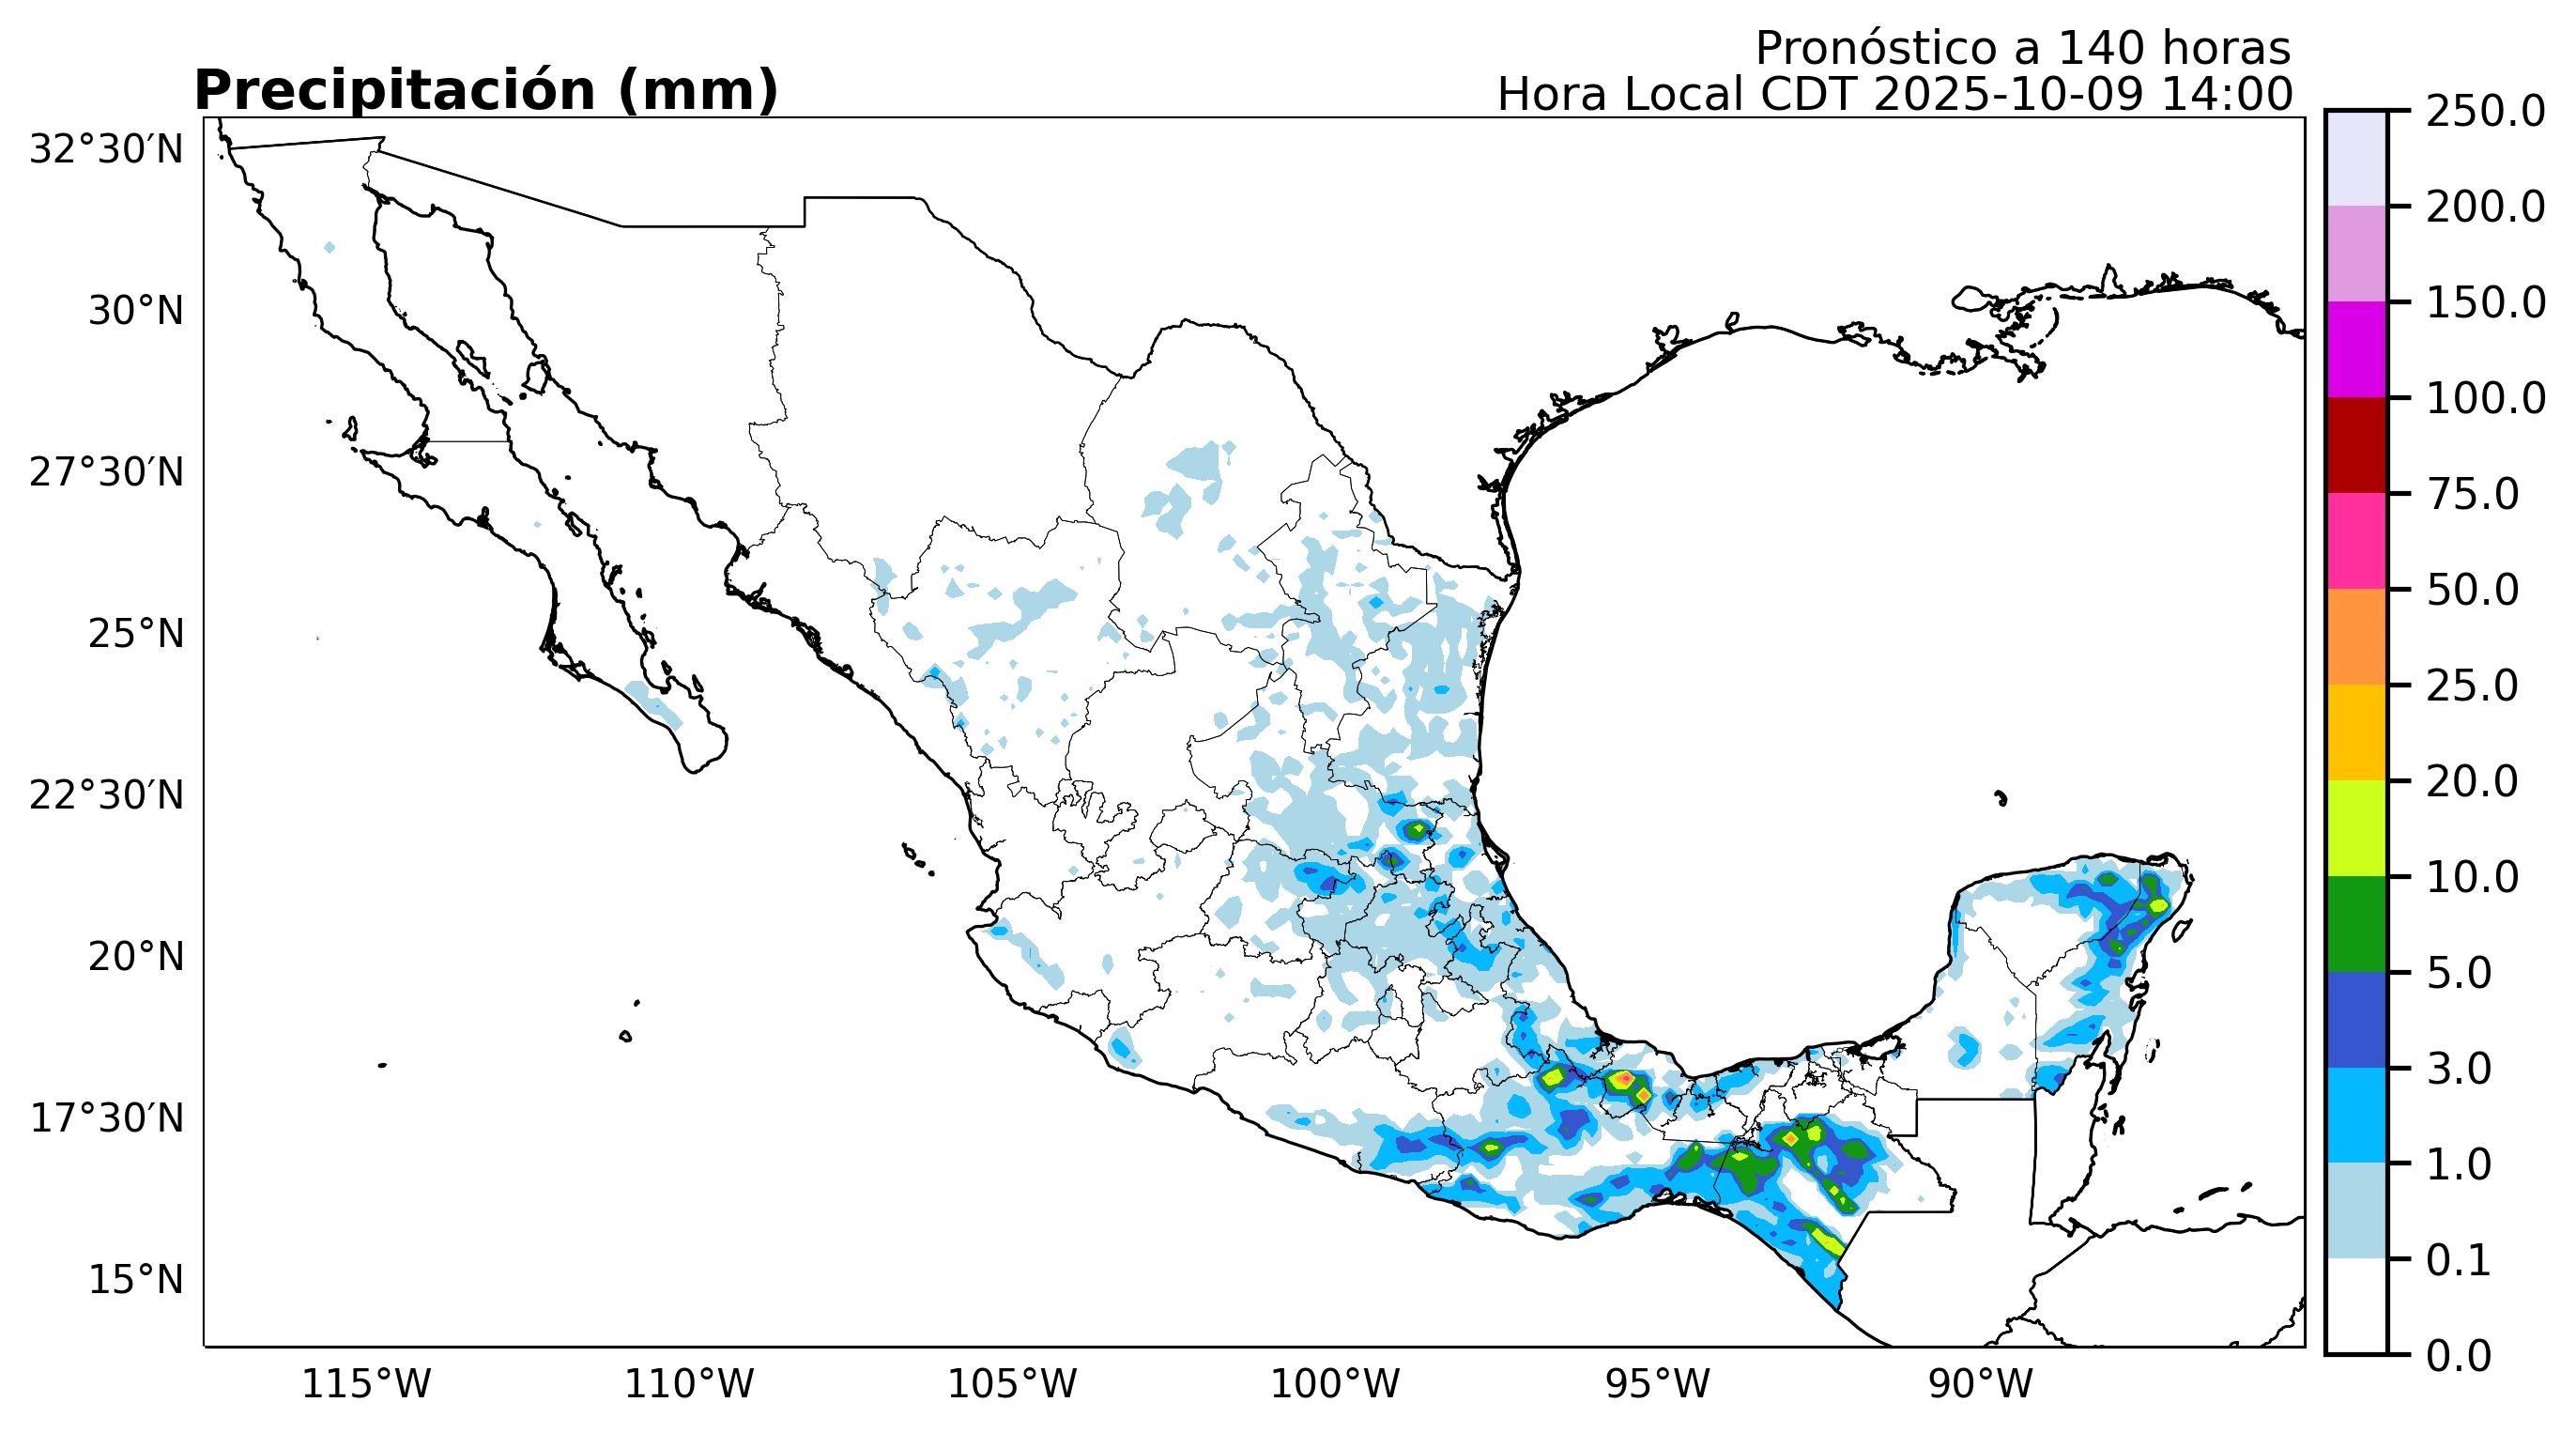 Pronóstico a 140 horas
Precipitación (mm)
Hora Local CDT 2025-10-09 14:00
32°30′N
30°N
27°30′N
25°N
22°30′N
20°N
17°30′N
15°N
115°W
110°W
105°W
100°W
95°W
90°W
250.0
200.0
150.0
100.0
75.0
50.0
25.0
20.0
10.0
5.0
3.0
1.0
0.1
0.0